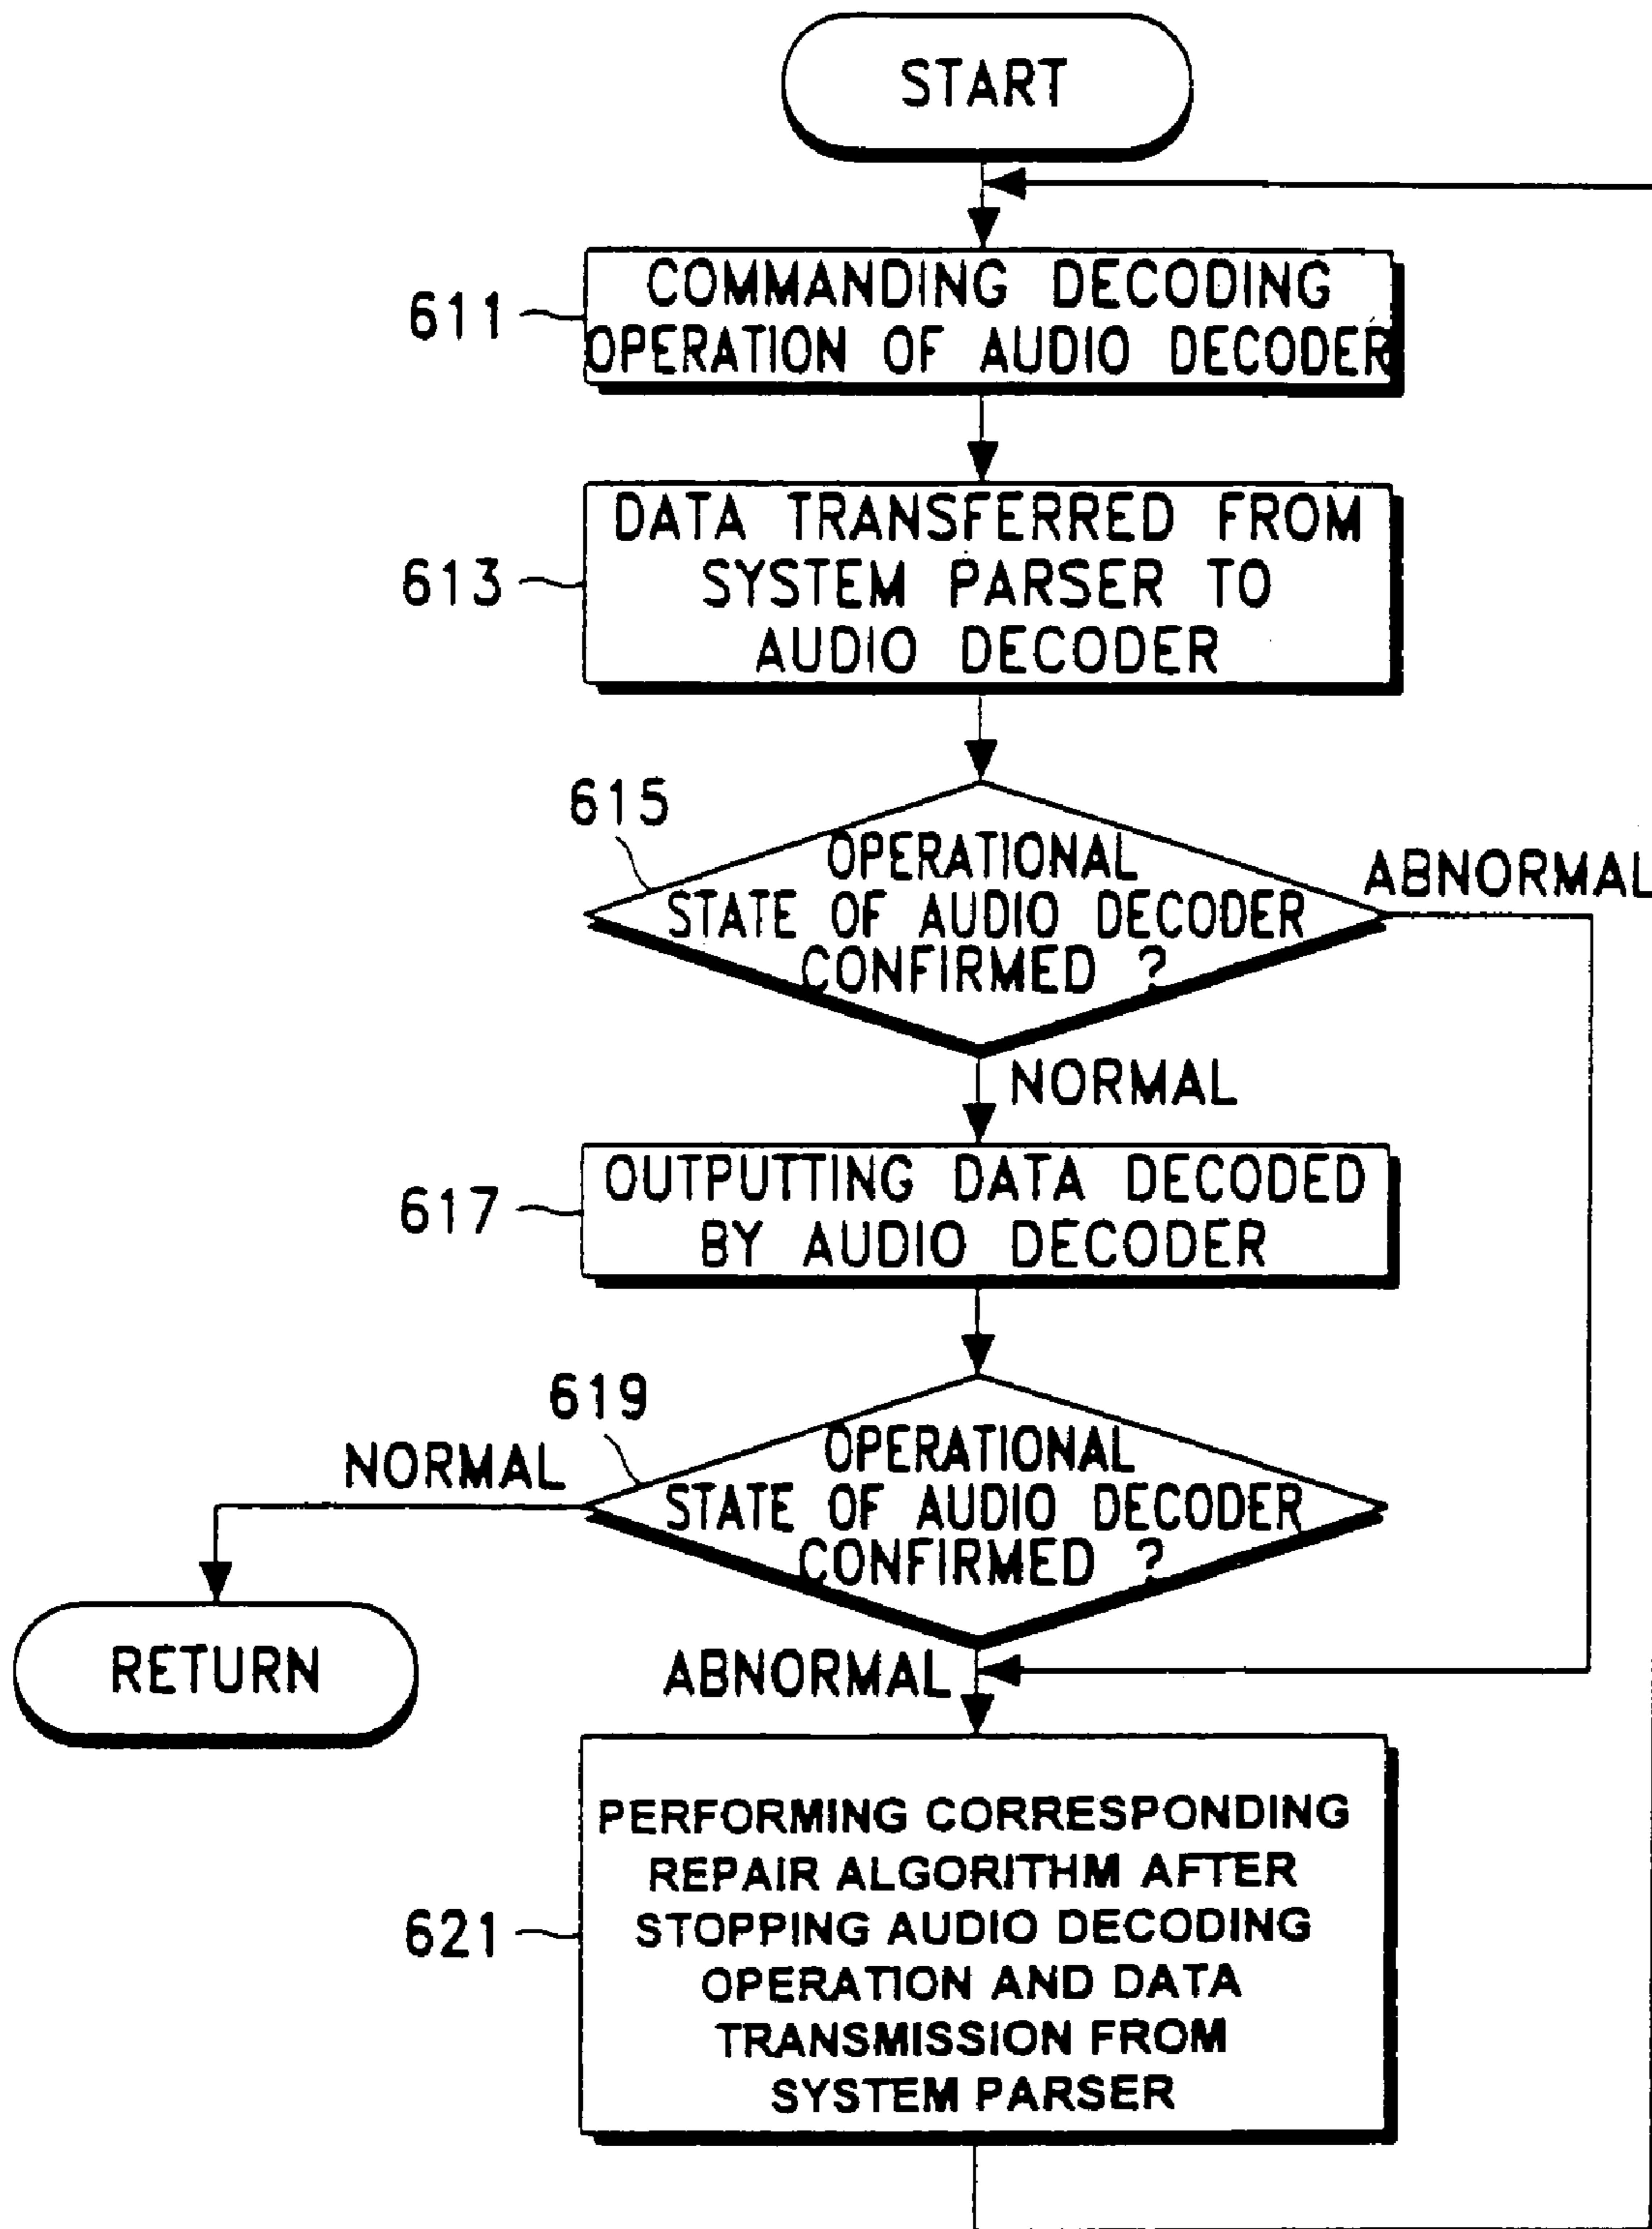 START
611
COMMANDING DECODING
OPERATION OF AUDIO DECODER
613
DATA TRANSFERRED FROM
SYSTEM PARSER TO
AUDIO DECODER
615
OPERATIONAL
STATE OF AUDIO DECODER
CONFIRMED ?
ABNORMAL
NORMAL
617
OUTPUTTING DATA DECODED
BY AUDIO DECODER
619
NORMAL
OPERATIONAL
STATE OF AUDIO DECODER
CONFIRMED ?
RETURN
ABNORMAL
621
PERFORMING CORRESPONDING
REPAIR ALGORITHM AFTER
STOPPING AUDIO DECODING
OPERATION AND DATA
TRANSMISSION FROM
SYSTEM PARSER